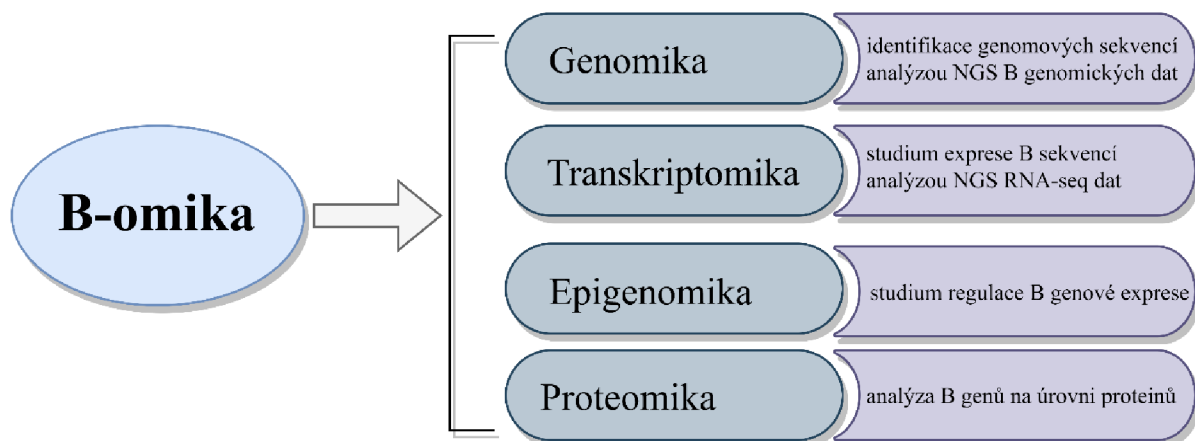 B-omika
Genomika
identifikace genomových sekvencí
analýzou NGS B genomických dat
Transkriptomika
studium exprese B sekvencí
analýzou NGS RNA-seq dat
Epigenomika
studium regulace B genové exprese
Proteomika
analýza B genů na úrovni proteinů